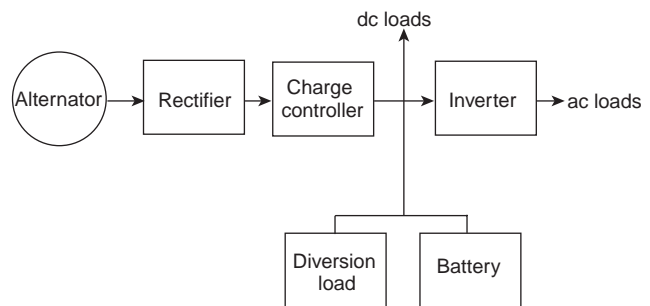 dc loads
Alternator
Rectifier
Charge
controller
Inverter
ac loads
Diversion
load
Battery